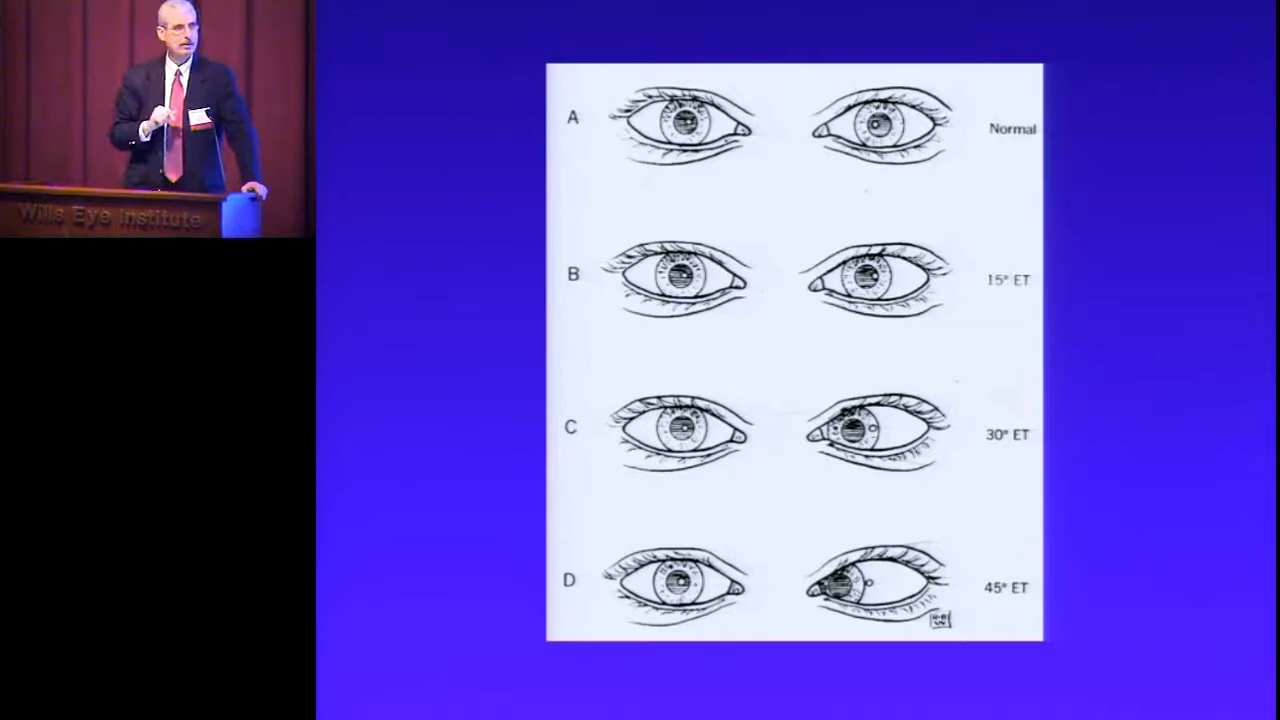 Wills Eye Institute
A
Normal
B
15° ET
C
30° ET
D
45° ET